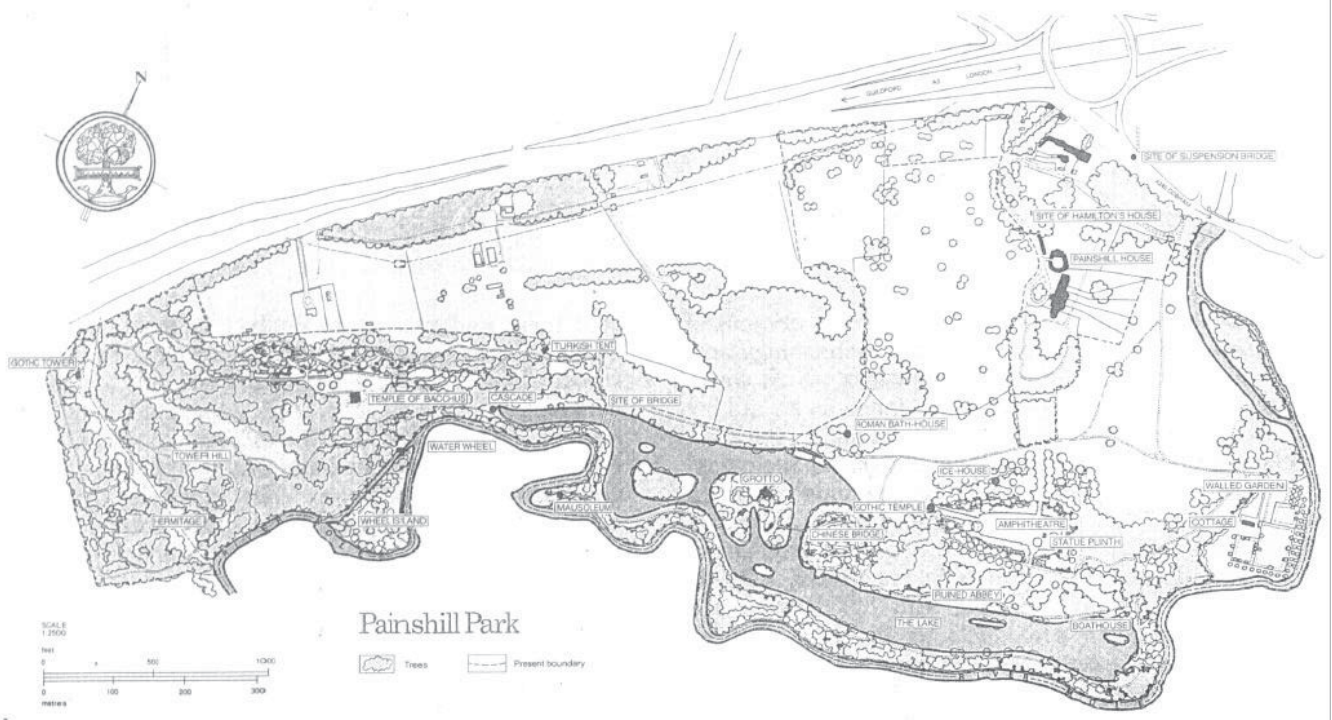 N
GUILDFORD A3 LONDON
SITE OF SUSPENSION BRIDGE
SITE OF HAMILTON'S HOUSE
PAINSHILL HOUSE
TURKISH TENT
GOTHC TOWER
TEMPLE OF BACCHUS
CASCADE
SITE OF BRIDGE
ROMAN BATH-HOUSE
WATER WHEEL
TOWER HILL
ICE-HOUSE
GROTTO
WALLED GARDEN
MAUSOLEUM
GOTHIC TEMPLE
HERMITAGE
WHEEL ISLAND
AMPHITHEATRE
COTTAGE
CHINESE BRIDGE
STATUE PLINTH
RUINED ABBEY
THE LAKE
BOATHOUSE
Painshill Park
Trees
Present boundary
SCALE
1:2500
feet
0 500 1000
0 100 200 300
metres